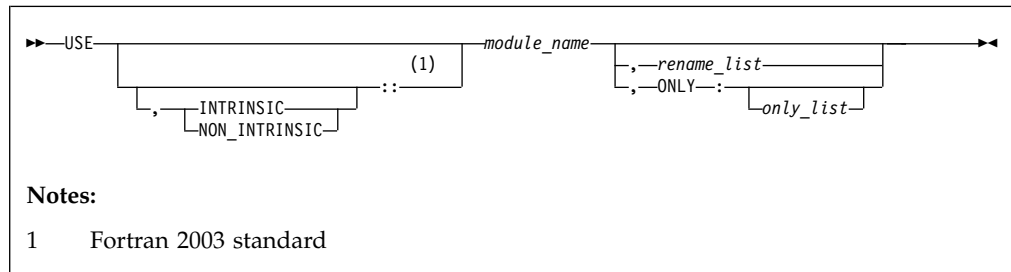 ►►—USE—module_name—►◄
(1)
, rename_list
::
, INTRINSIC
, ONLY : only_list
NON_INTRINSIC
Notes:
1 Fortran 2003 standard